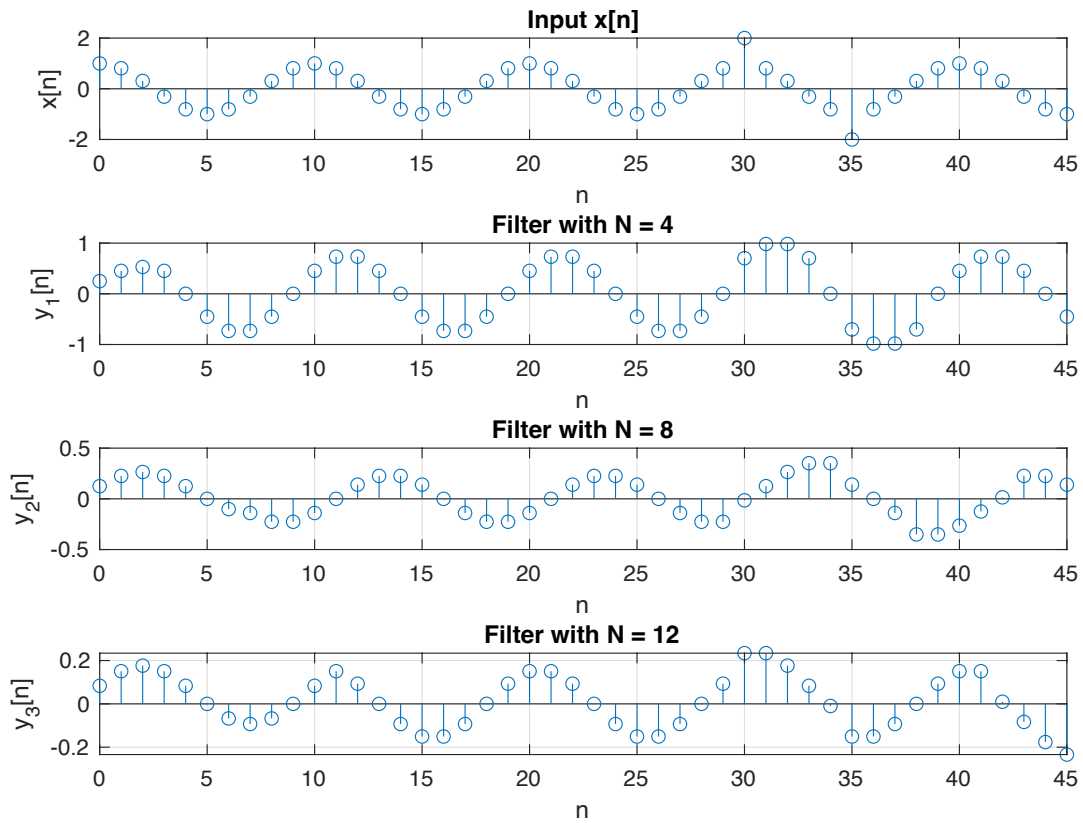 Input x[n]
2
0
-2
x[n]
0 5 10 15 20 25 30 35 40 45
n
Filter with N = 4
1
0
-1
y1[n]
0 5 10 15 20 25 30 35 40 45
n
Filter with N = 8
0.5
0
-0.5
y2[n]
0 5 10 15 20 25 30 35 40 45
n
Filter with N = 12
0.2
0
-0.2
y3[n]
0 5 10 15 20 25 30 35 40 45
n